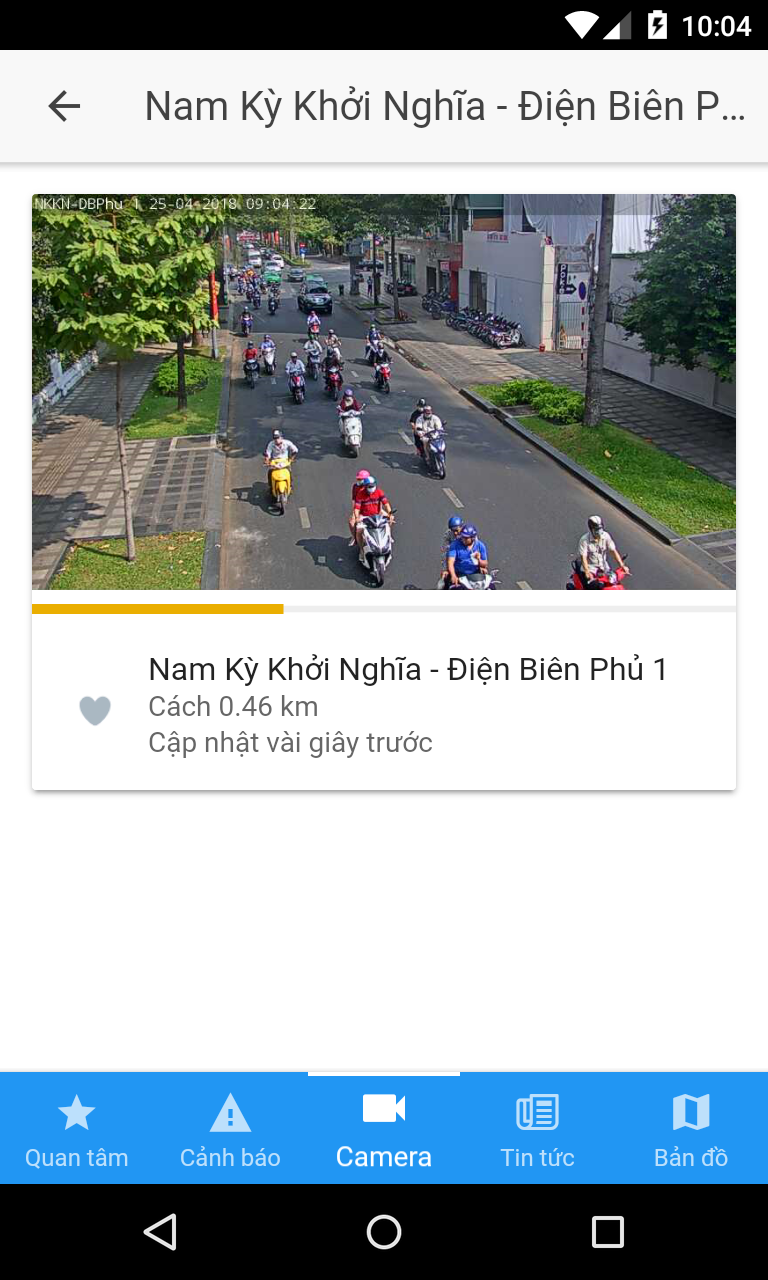 10:04
Nam Kỳ Khởi Nghĩa - Điện Biên P...
NKKN-DBPhu 1 25-04-2018 09:04:22
Nam Kỳ Khởi Nghĩa - Điện Biên Phủ 1
Cách 0.46 km
Cập nhật vài giây trước
Quan tâm
Cảnh báo
Camera
Tin tức
Bản đồ